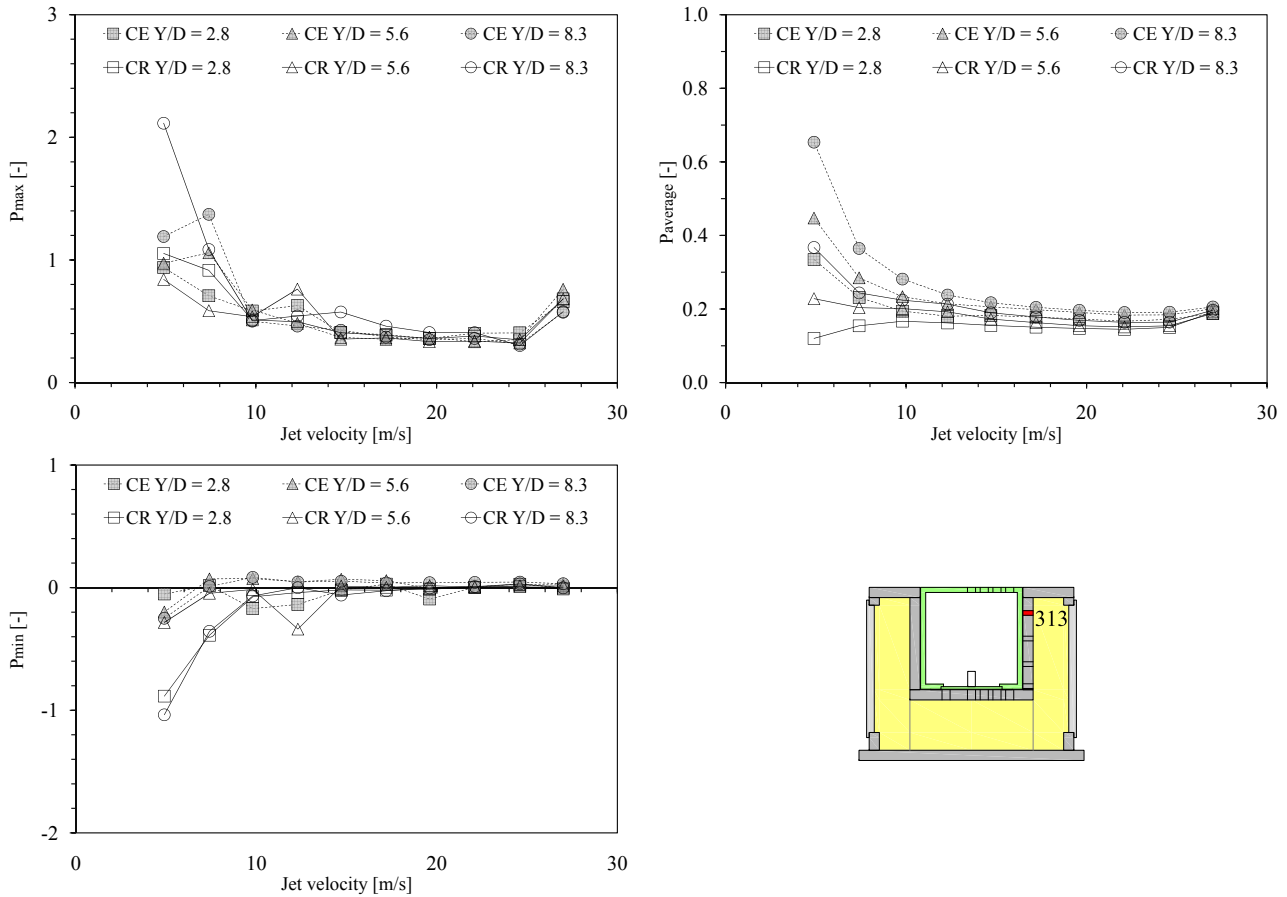 3
CE Y/D = 2.8 CE Y/D = 5.6 CE Y/D = 8.3
CR Y/D = 2.8 CR Y/D = 5.6 CR Y/D = 8.3
2
Pmax [-]
1
0
0 10 20 30
Jet velocity [m/s]
1.0
CE Y/D = 2.8 CE Y/D = 5.6 CE Y/D = 8.3
CR Y/D = 2.8 CR Y/D = 5.6 CR Y/D = 8.3
0.8
0.6
Paverage [-]
0.4
0.2
0.0
0 10 20 30
Jet velocity [m/s]
1
CE Y/D = 2.8 CE Y/D = 5.6 CE Y/D = 8.3
CR Y/D = 2.8 CR Y/D = 5.6 CR Y/D = 8.3
0
Pmin [-]
-1
-2
0 10 20 30
Jet velocity [m/s]
313